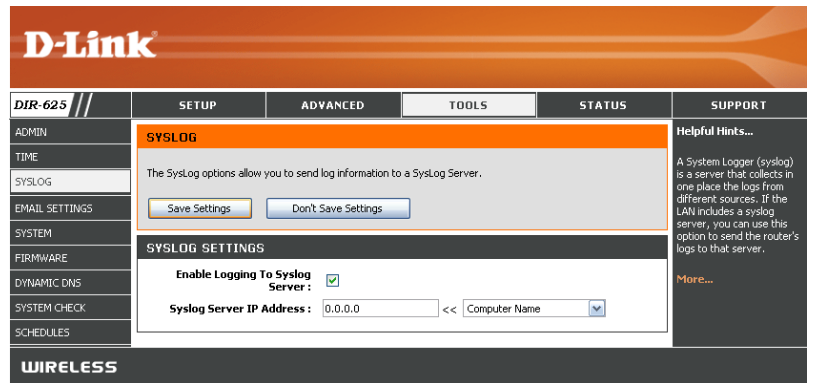 D-Link
DIR-625
SETUP
ADVANCED
TOOLS
STATUS
SUPPORT
ADMIN
TIME
SYSLOG
EMAIL SETTINGS
SYSTEM
FIRMWARE
DYNAMIC DNS
SYSTEM CHECK
SCHEDULES
SYSLOG
The SysLog options allow you to send log information to a SysLog Server.
Save Settings
Don't Save Settings
SYSLOG SETTINGS
Enable Logging To Syslog
Server :
Syslog Server IP Address :
0.0.0.0
<<
Computer Name
Helpful Hints...
A System Logger (syslog)
is a server that collects in
one place the logs from
different sources. If the
LAN includes a syslog
server, you can use this
option to send the router's
logs to that server.
More...
WIRELESS